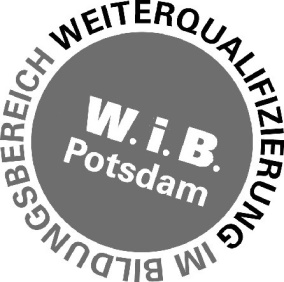 WEITERQUALIFIZIERUNG IM BILDUNGSBEREICH
W.i.B.
Potsdam